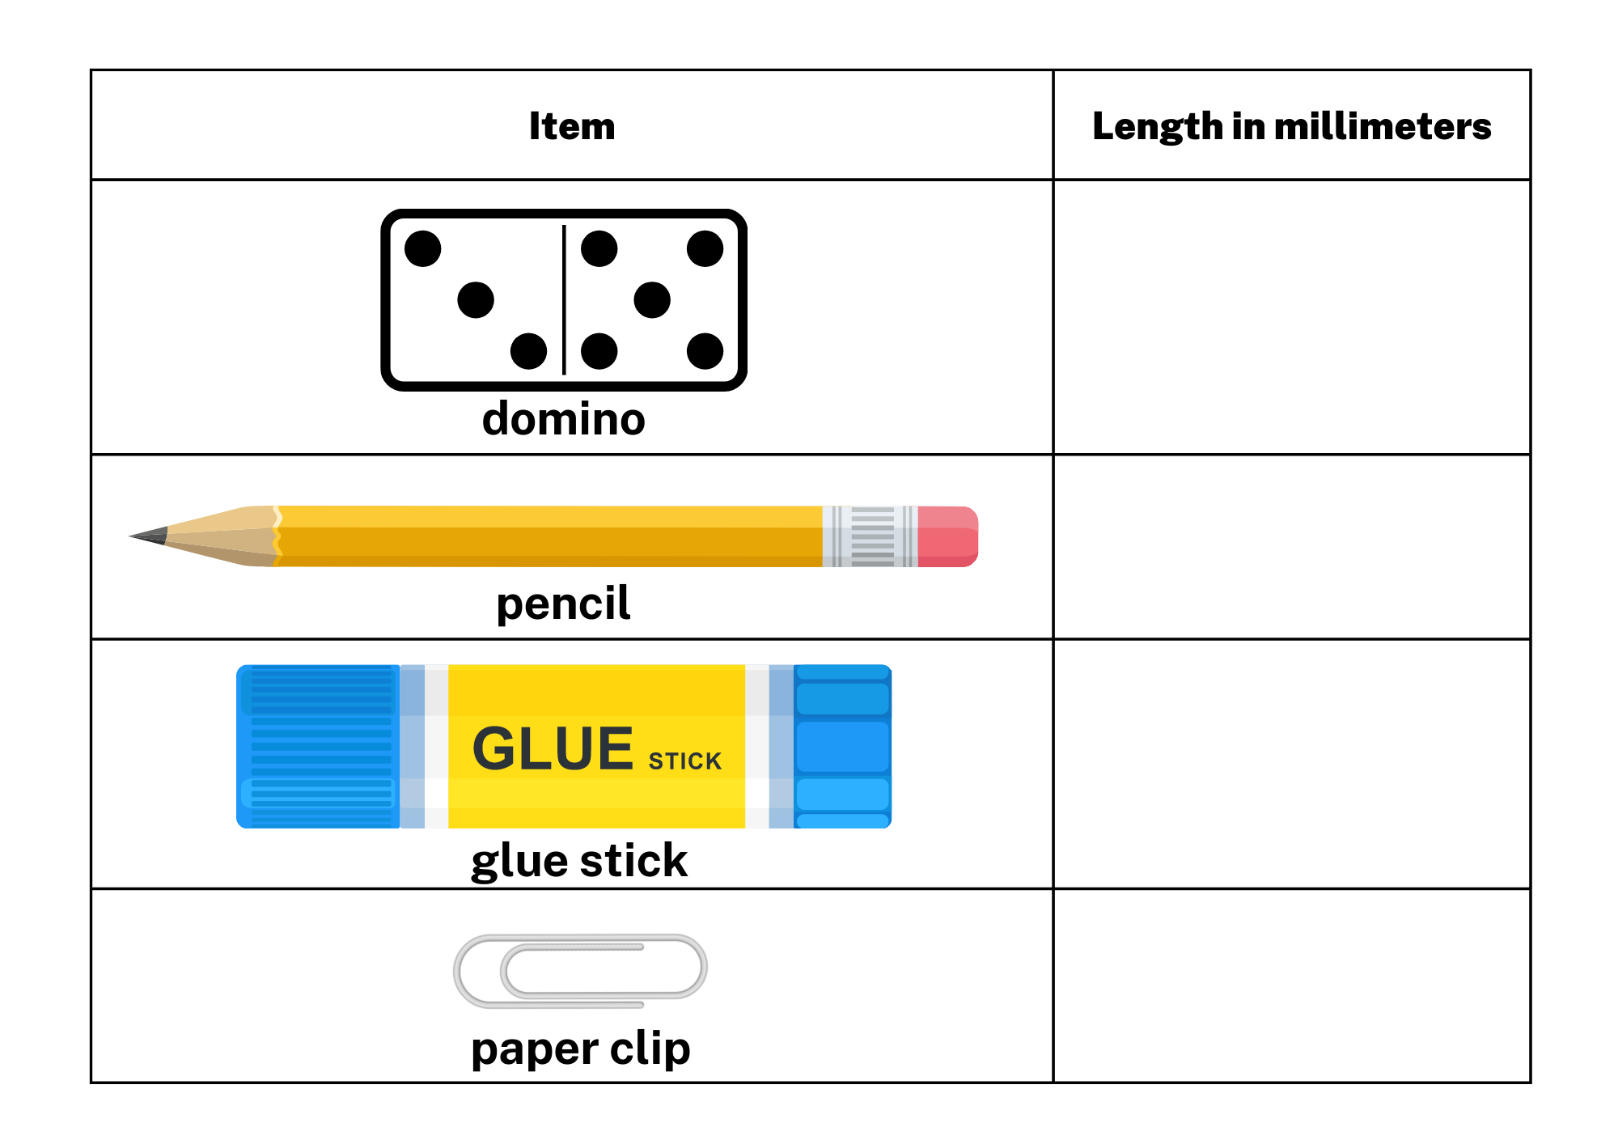 Item
Length in millimeters
domino
pencil
GLUE STICK
glue stick
paper clip